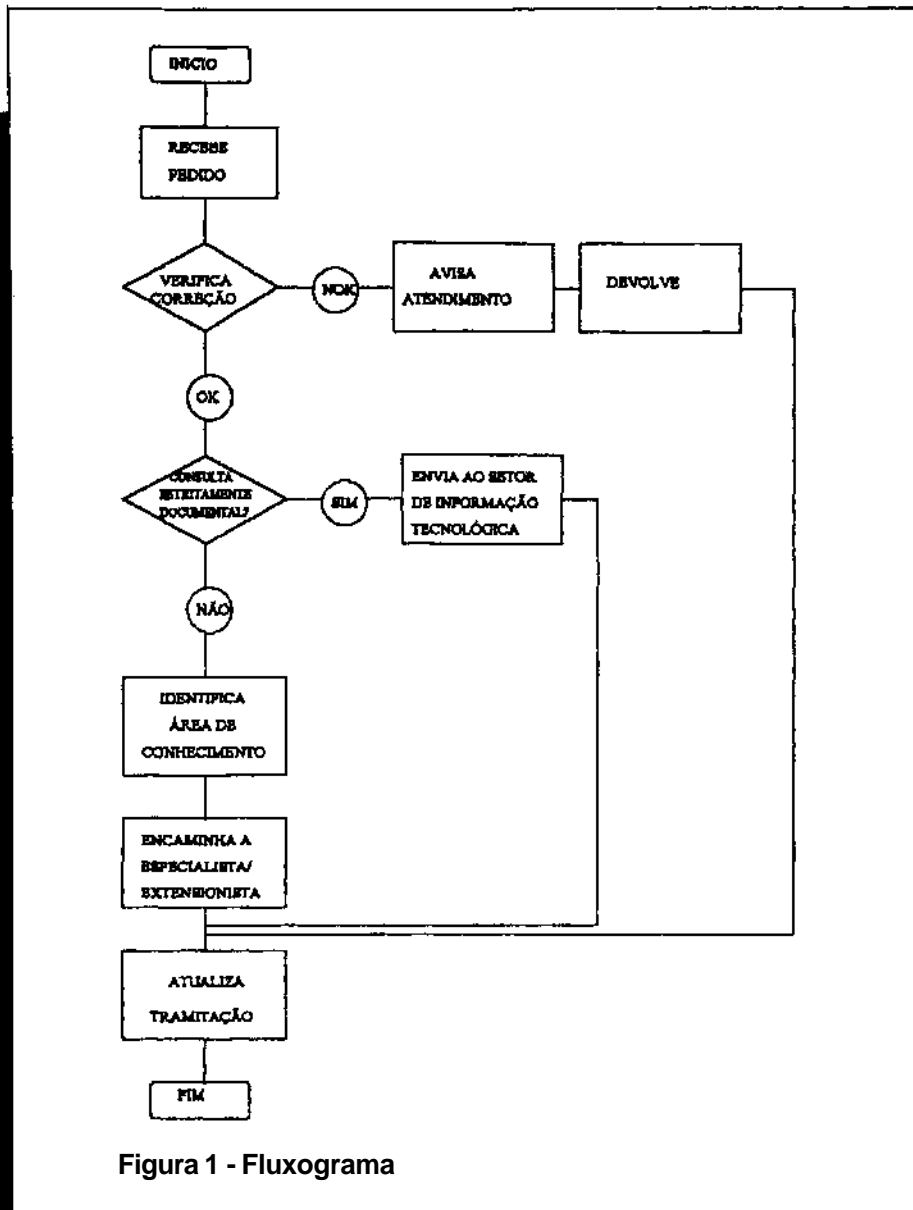 INICIO
RECEBE
PEDIDO
VERIFICA
CORREÇÃO
NOK
AVISA
ATENDIMENTO
DEVOLVE
OK
CONSULTA
ESTREITAMENTE
DOCUMENTAL?
SIM
ENVIA AO SETOR
DE INFORMAÇÃO
TECNOLÓGICA
NÃO
IDENTIFICA
ÁREA DE
CONHECIMENTO
ENCAMINHA A
ESPECIALISTA/
EXTENSIONISTA
ATUALIZA
TRAMITAÇÃO
FIM
Figura 1 - Fluxograma